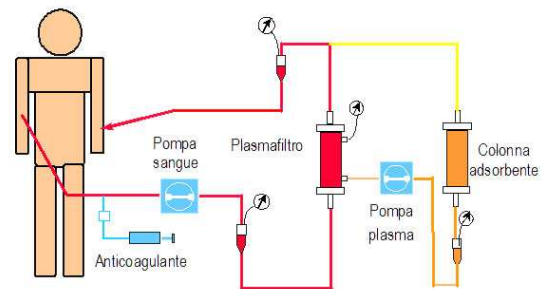 Pompa
sangue
Plasmafiltro
Colonna
adsorbente
Pompa
plasma
Anticoagulante